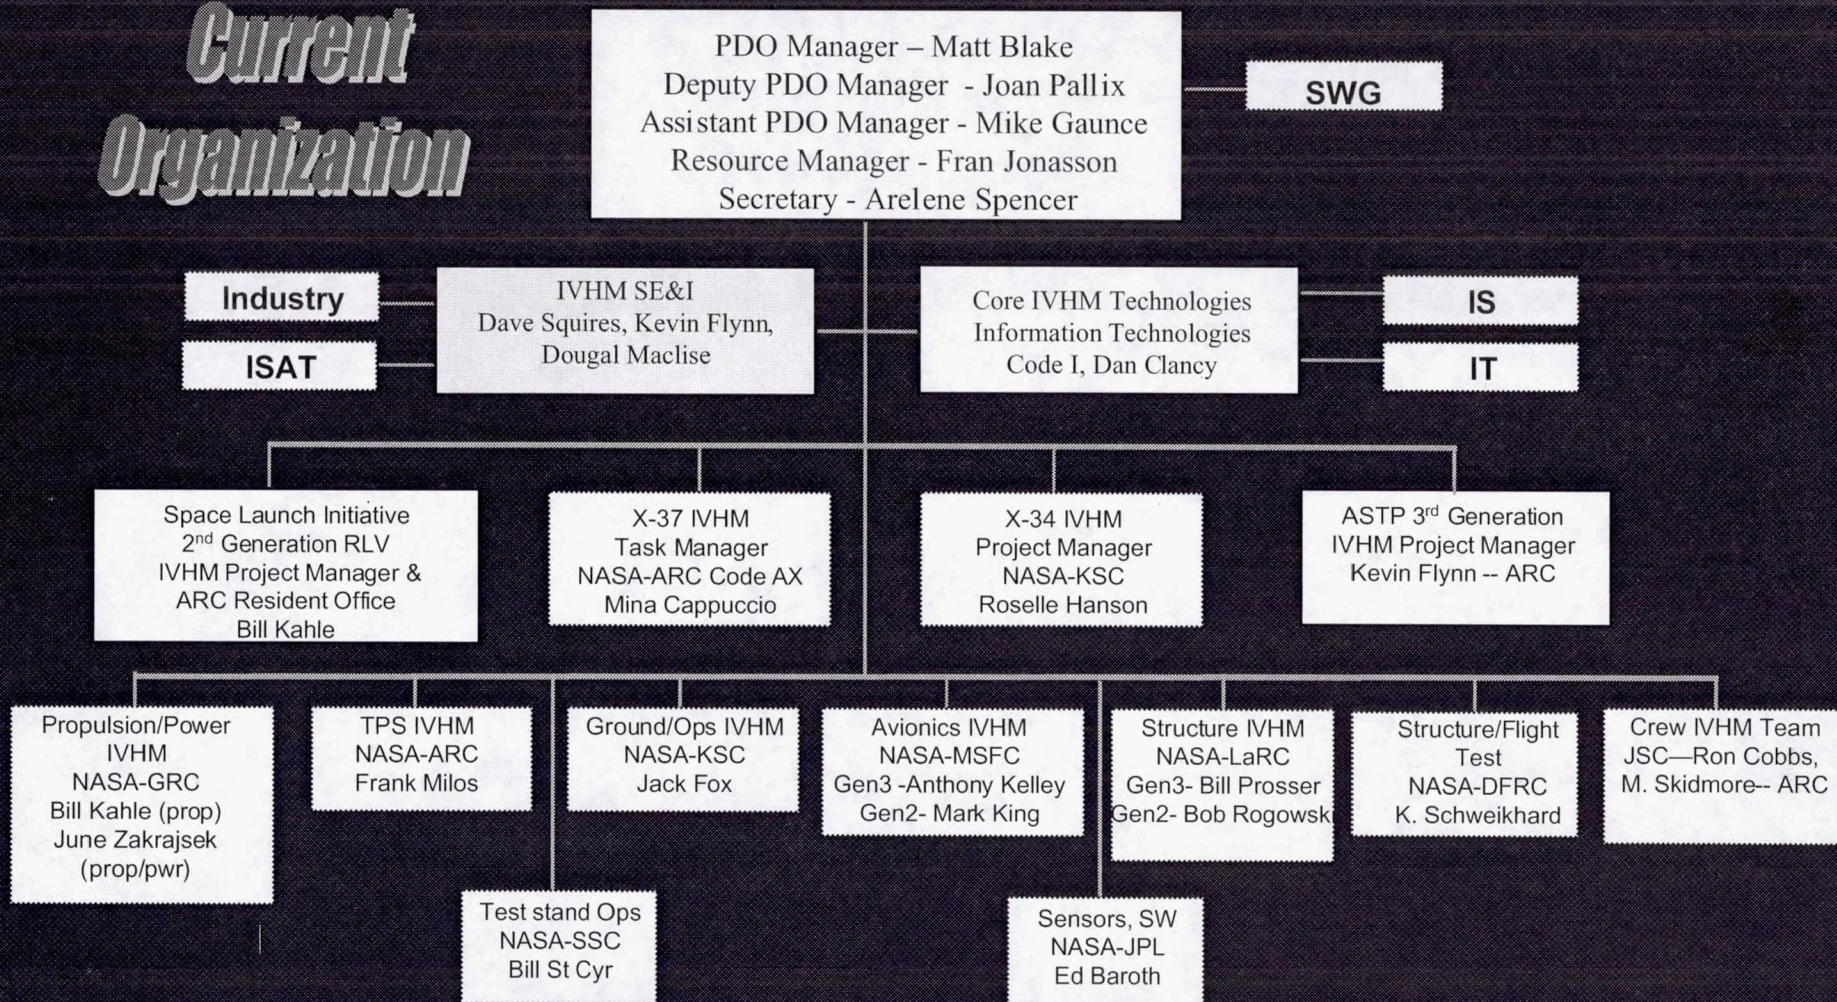 Current
Organization
PDO Manager – Matt Blake
Deputy PDO Manager - Joan Pallix
Assistant PDO Manager - Mike Gaunce
Resource Manager - Fran Jonasson
Secretary - Arelene Spencer
SWG
Industry
ISAT
IVHM SE&I
Dave Squires, Kevin Flynn,
Dougal Maclise
Core IVHM Technologies
Information Technologies
Code I, Dan Clancy
IS
IT
Space Launch Initiative
2nd Generation RLV
IVHM Project Manager &
ARC Resident Office
Bill Kahle
X-37 IVHM
Task Manager
NASA-ARC Code AX
Mina Cappuccio
X-34 IVHM
Project Manager
NASA-KSC
Roselle Hanson
ASTP 3rd Generation
IVHM Project Manager
Kevin Flynn -- ARC
Propulsion/Power
IVHM
NASA-GRC
Bill Kahle (prop)
June Zakrajsek
(prop/pwr)
TPS IVHM
NASA-ARC
Frank Milos
Ground/Ops IVHM
NASA-KSC
Jack Fox
Avionics IVHM
NASA-MSFC
Gen3 -Anthony Kelley
Gen2- Mark King
Structure IVHM
NASA-LaRC
Gen3- Bill Prosser
Gen2- Bob Rogowski
Structure/Flight
Test
NASA-DFRC
K. Schweikhard
Crew IVHM Team
JSC—Ron Cobbs,
M. Skidmore-- ARC
Test stand Ops
NASA-SSC
Bill St Cyr
Sensors, SW
NASA-JPL
Ed Baroth